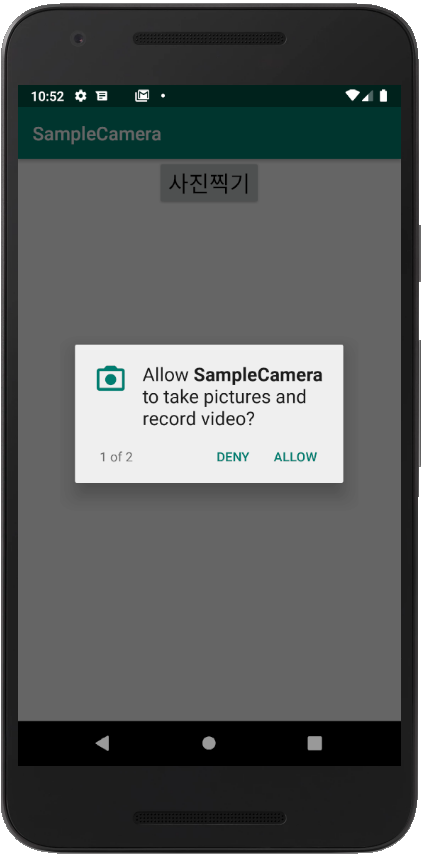 10:52
SampleCamera
사진찍기
Allow SampleCamera
to take pictures and
record video?
1 of 2 DENY ALLOW